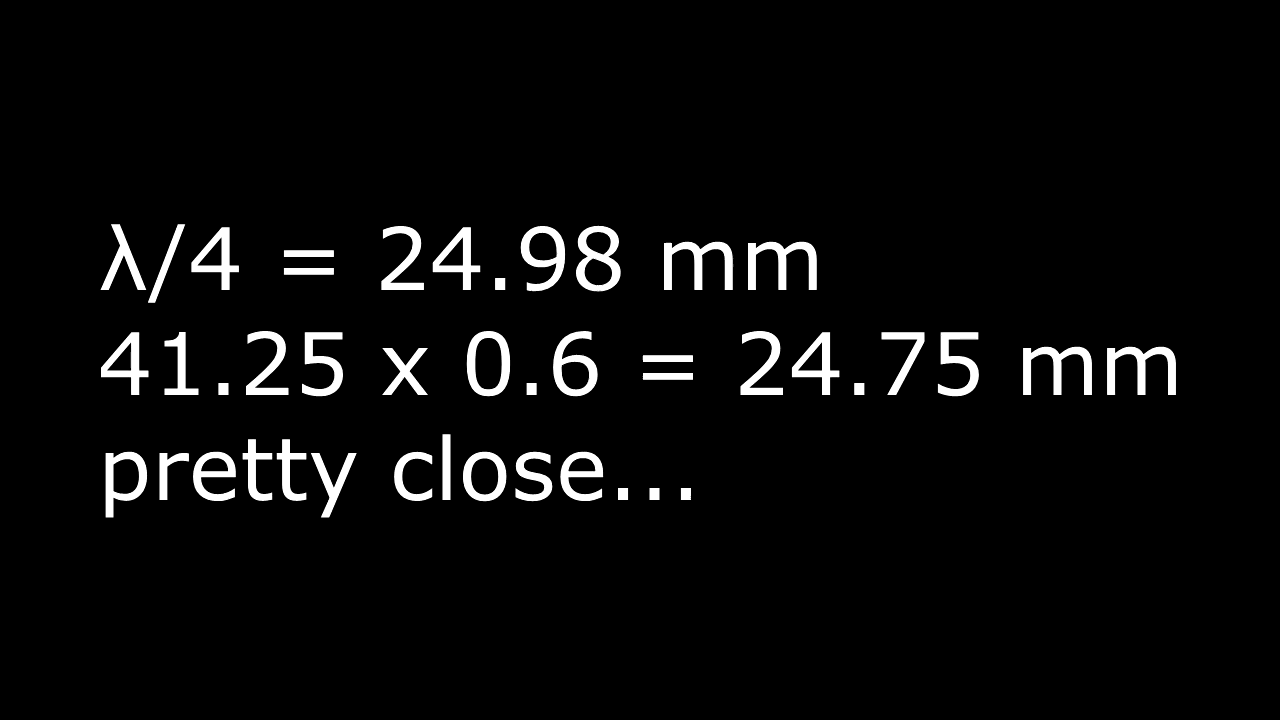 λ/4 = 24.98 mm
41.25 x 0.6 = 24.75 mm
pretty close...